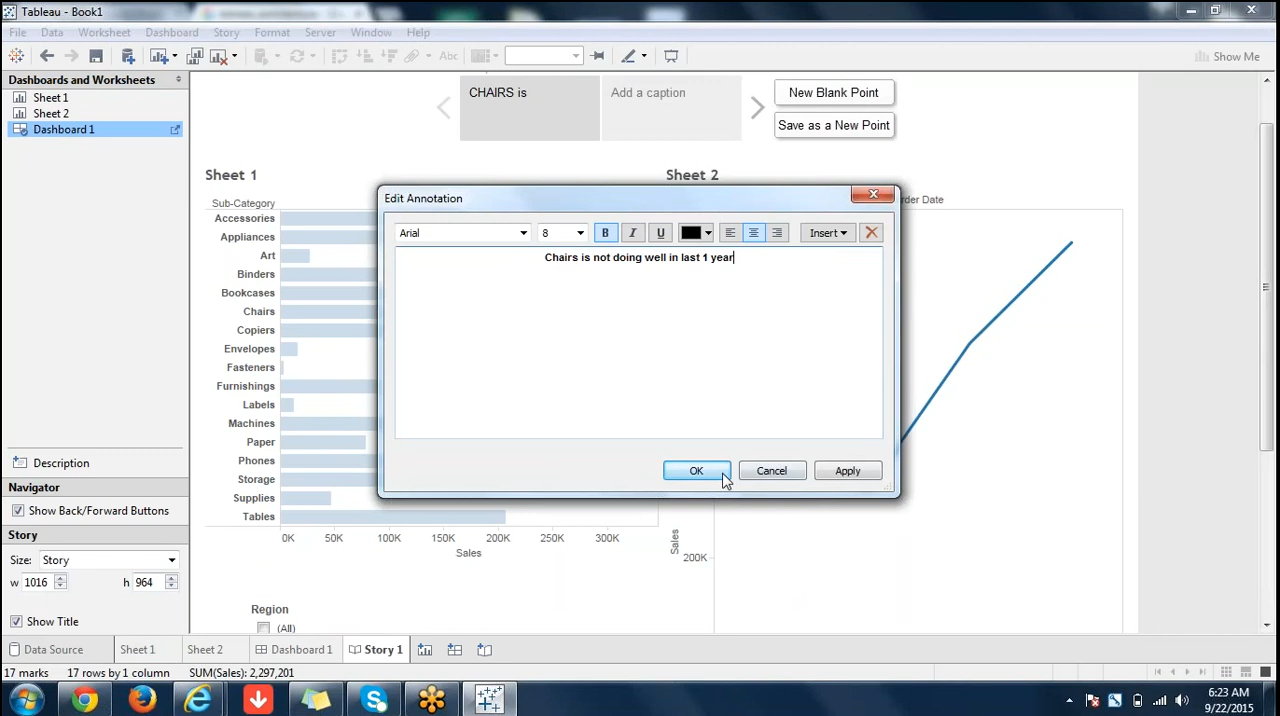 Tableau - Book1
File Data Worksheet Dashboard Story Format Server Window Help
Abc Show Me
Dashboards and Worksheets
Sheet 1
Sheet 2
Dashboard 1
CHAIRS is
Add a caption
New Blank Point
Save as a New Point
Sheet 1
Sheet 2
Sub-Category
rder Date
Accessories
Appliances
Art
Binders
Bookcases
Chairs
Copiers
Envelopes
Fasteners
Furnishings
Labels
Machines
Paper
Phones
Storage
Supplies
Tables
0K 50K 100K 150K 200K 250K 300K
Sales
Sales
200K
Edit Annotation
Arial 8 B I U Insert
Chairs is not doing well in last 1 year
OK Cancel Apply
Region
(All)
Description
Navigator
Show Back/Forward Buttons
Story
Size: Story
w 1016 h 964
Show Title
Data Source Sheet 1 Sheet 2 Dashboard 1 Story 1
17 marks 17 rows by 1 column SUM(Sales): 2,297,201
6:23 AM
9/22/2015